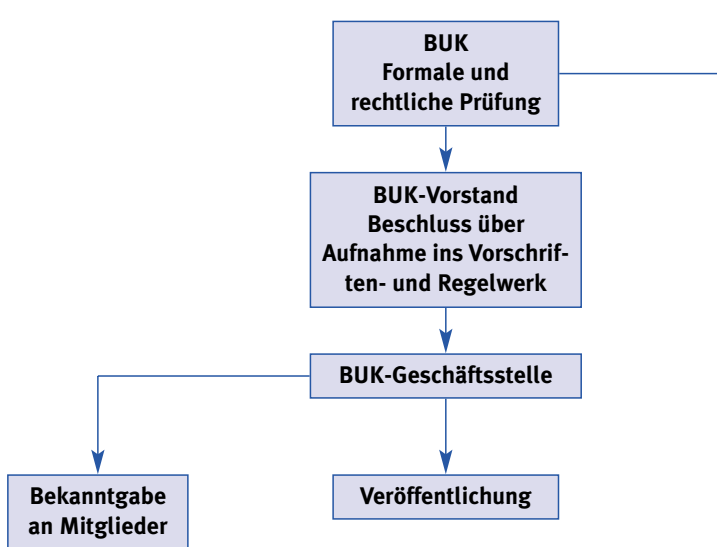 BUK
Formale und
rechtliche Prüfung
BUK-Vorstand
Beschluss über
Aufnahme ins Vorschrif-
ten- und Regelwerk
BUK-Geschäftsstelle
Bekanntgabe
an Mitglieder
Veröffentlichung